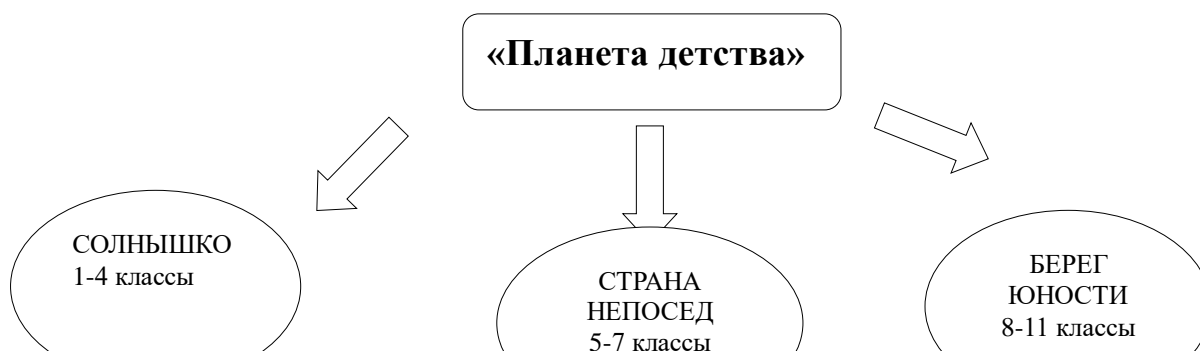 «Планета детства»
СОЛНЫШКО
1-4 классы
СТРАНА
НЕПОСЕД
5-7 классы
БЕРЕГ
ЮНОСТИ
8-11 классы